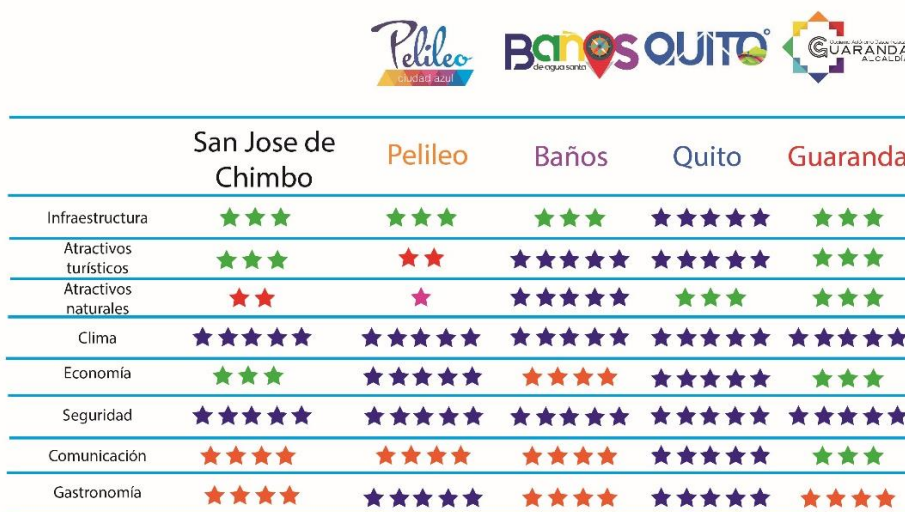 Pelileo
ciudad azul
Baños
de agua santa
QUITO
GUARANDA
ALCALDÍA
San Jose de
Chimbo
Pelileo
Baños
Quito
Guaranda
Infraestructura
Atractivos
turísticos
Atractivos
naturales
Clima
Economía
Seguridad
Comunicación
Gastronomía